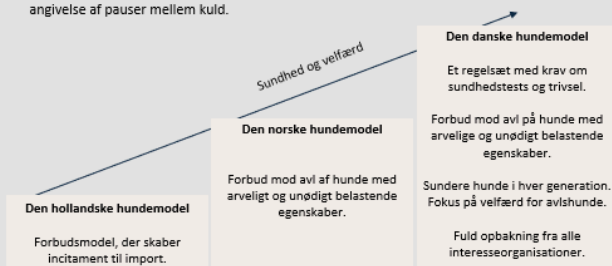 angivelse af pauser mellem kuld.
Sundhed og velfærd
Den hollandske hundemodel
Forbudsmodel, der skaber
incitament til import.
Den norske hundemodel
Forbud mod avl af hunde med
arveligt og unødigt belastende
egenskaber.
Den danske hundemodel
Et regelsæt med krav om
sundhedstests og trivsel.
Forbud mod avl på hunde med
arvelige og unødigt belastende
egenskaber.
Sundere hunde i hver generation.
Fokus på velfærd for avlshunde.
Fuld opbakning fra alle
interesseorganisationer.